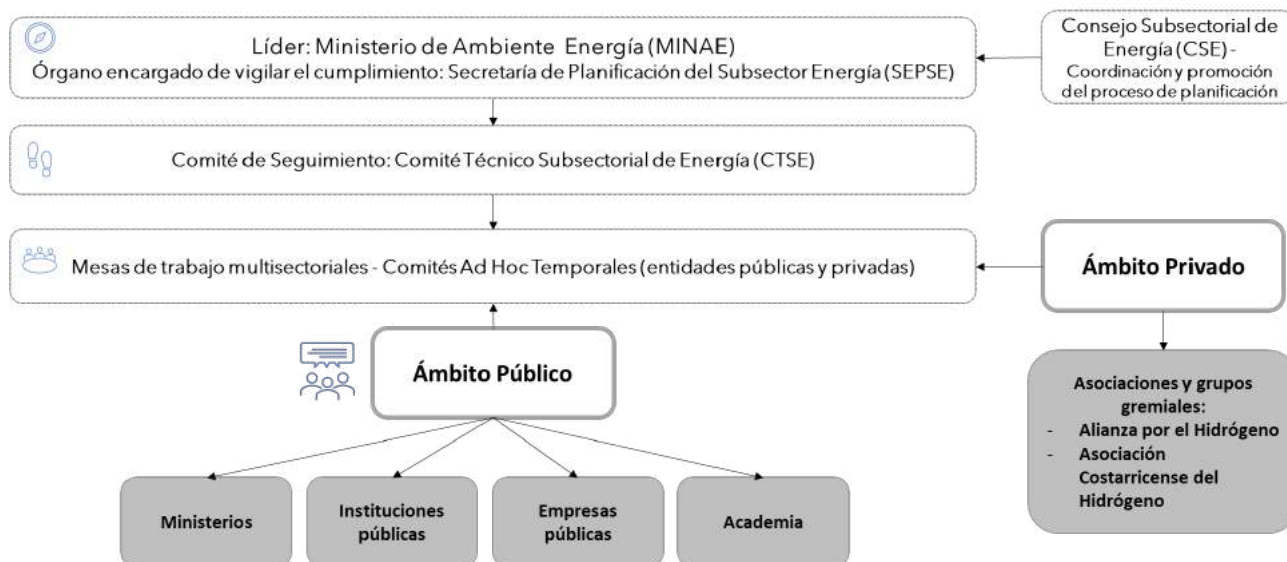 Líder: Ministerio de Ambiente Energía (MINAE)
Órgano encargado de vigilar el cumplimiento: Secretaría de Planificación del Subsector Energía (SEPSE)
Consejo Subsectorial de
Energía (CSE) -
Coordinación y promoción
del proceso de planificación
Comité de Seguimiento: Comité Técnico Subsectorial de Energía (CTSE)
Mesas de trabajo multisectoriales - Comités Ad Hoc Temporales (entidades públicas y privadas)
Ámbito Privado
Ámbito Público
Asociaciones y grupos
gremiales:
- Alianza por el Hidrógeno
- Asociación
Costarricense del
Hidrógeno
Ministerios
Instituciones
públicas
Empresas
públicas
Academia